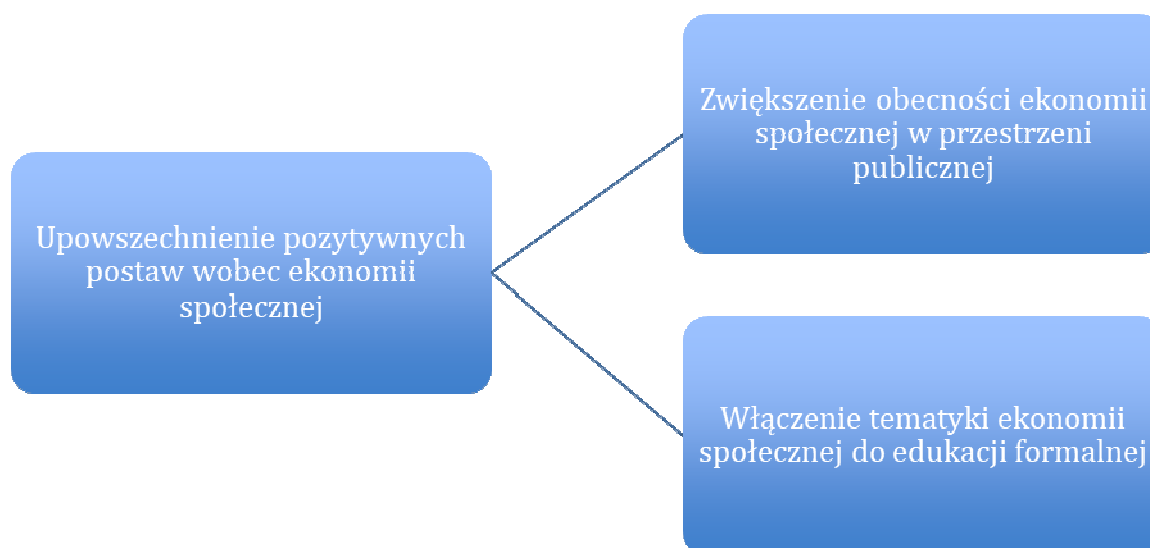 Upowszechnienie pozytywnych
postaw wobec ekonomii
społecznej
Zwiększenie obecności ekonomii
społecznej w przestrzeni
publicznej
Włączenie tematyki ekonomii
społecznej do edukacji formalnej